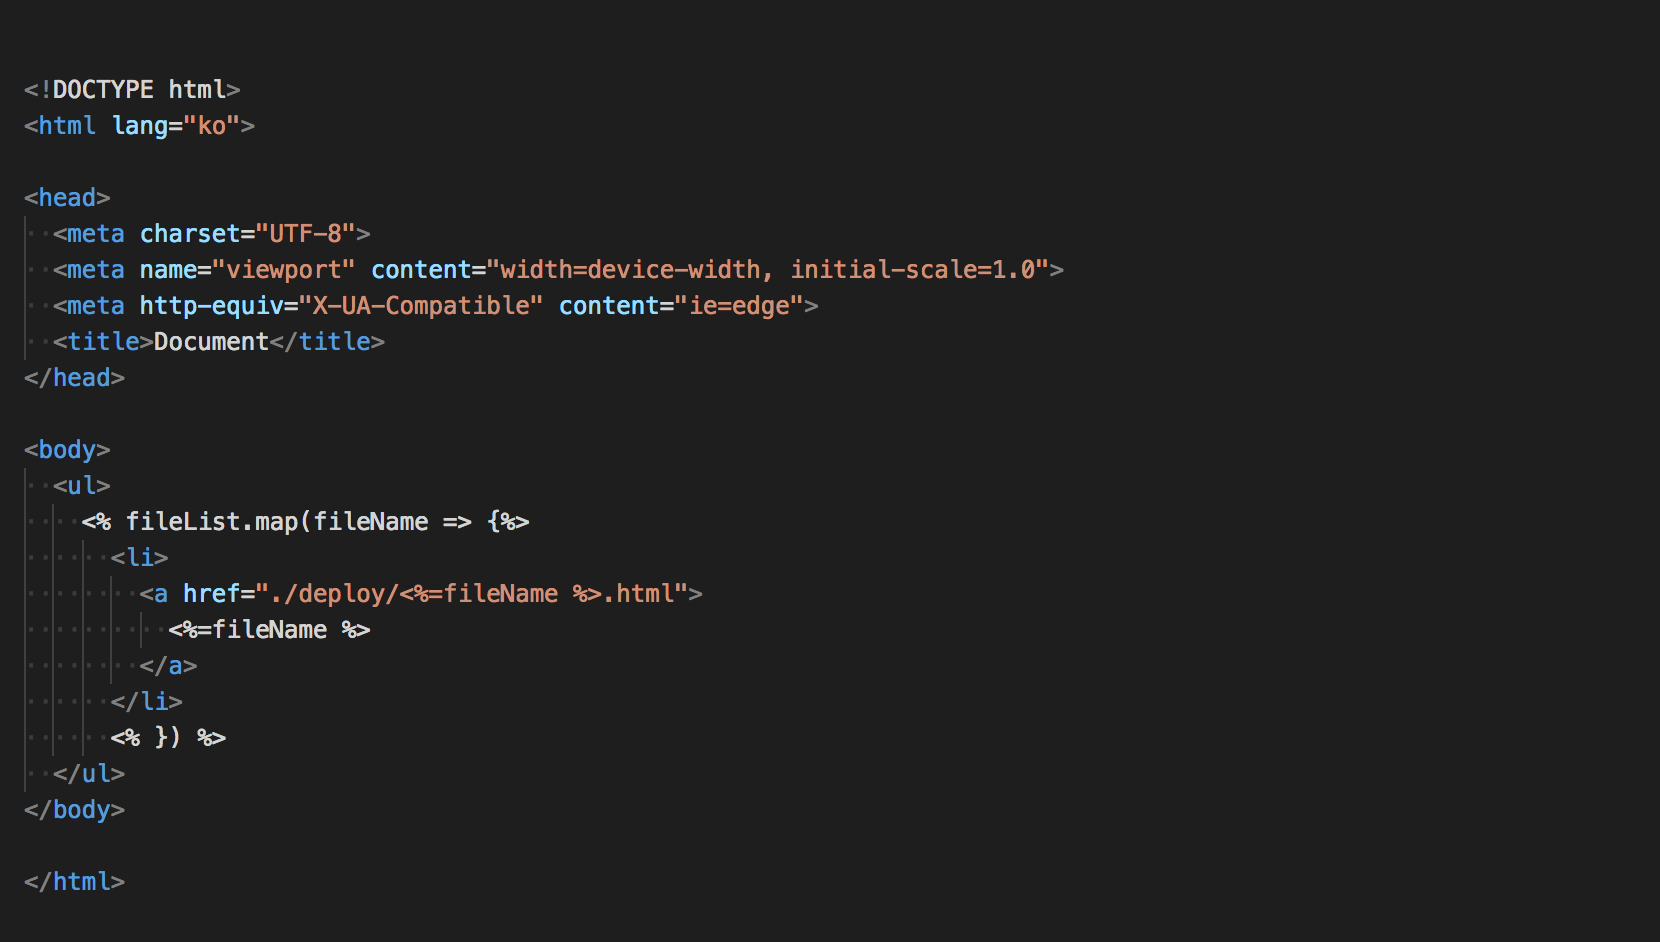 <!DOCTYPE html>
<html lang="ko">
<head>
<meta charset="UTF-8">
<meta name="viewport" content="width=device-width, initial-scale=1.0">
<meta http-equiv="X-UA-Compatible" content="ie=edge">
<title>Document</title>
</head>
<body>
<ul>
<% fileList.map(fileName => {%>
<li>
<a href="./deploy/<%=fileName %>.html">
<%=fileName %>
</a>
</li>
<% }) %>
</ul>
</body>
</html>